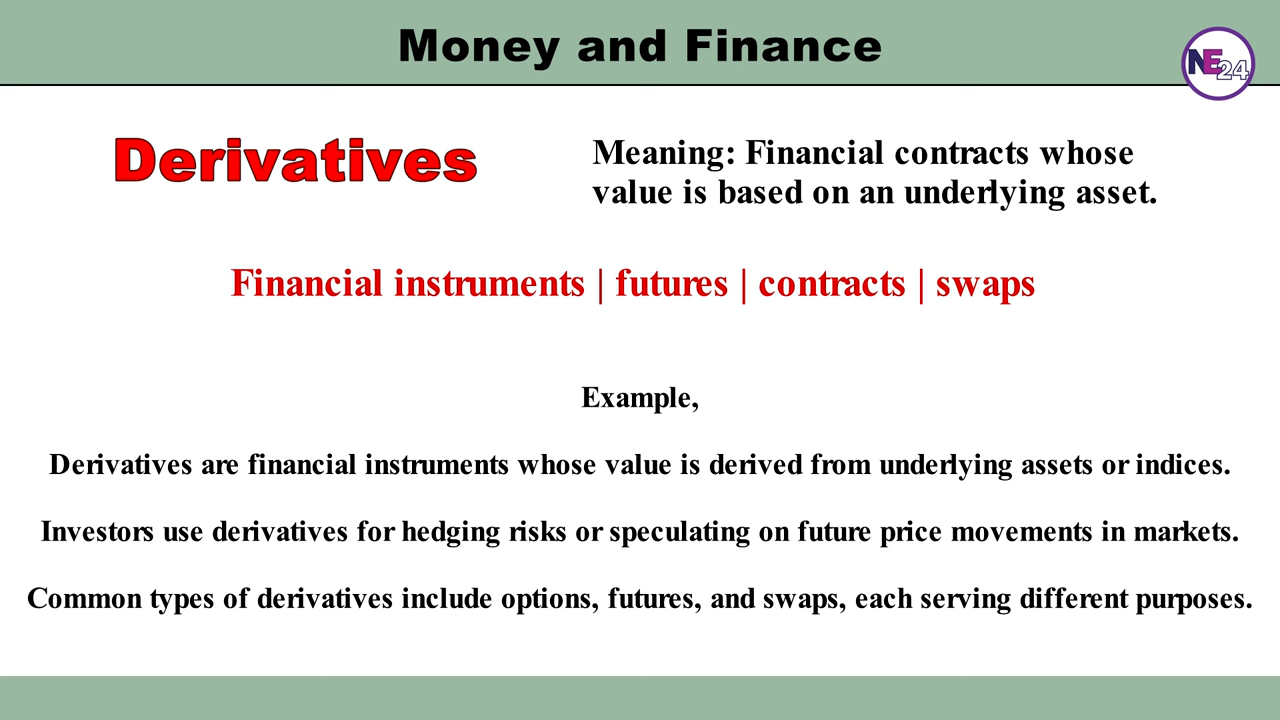 Money and Finance
NE24
Derivatives
Meaning: Financial contracts whose
value is based on an underlying asset.
Financial instruments | futures | contracts | swaps
Example,
Derivatives are financial instruments whose value is derived from underlying assets or indices.
Investors use derivatives for hedging risks or speculating on future price movements in markets.
Common types of derivatives include options, futures, and swaps, each serving different purposes.